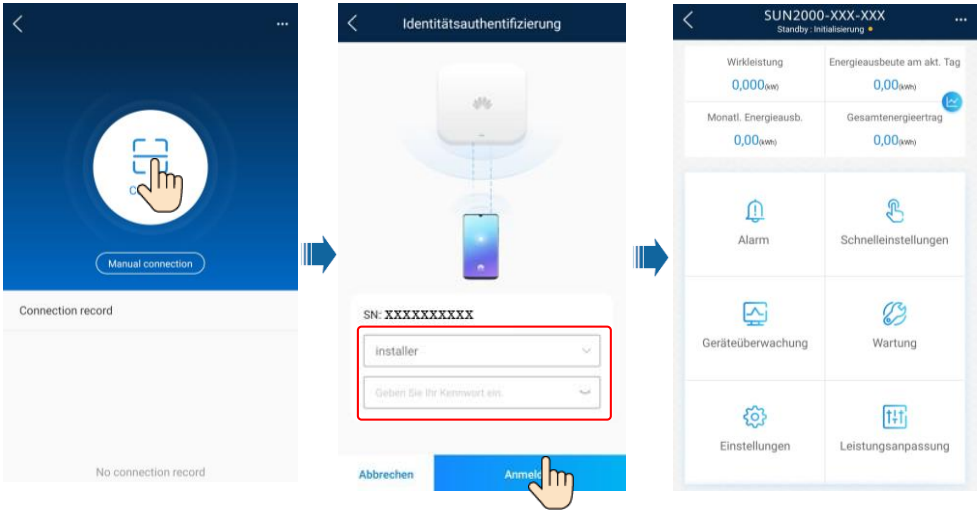 Manual connection
Connection record
No connection record
Identitätsauthentifizierung
SN: XXXXXXXXXX
installer
Geben Sie Ihr Kennwort ein
Abbrechen
Anmeld
SUN2000-XXX-XXX
Standby : Initialisierung
Wirkleistung
Energieausbeute am akt. Tag
0,000(kW)
0,00(kWh)
Monatl. Energieausb.
Gesamtenergieertrag
0,00(kWh)
0,00(kWh)
Alarm
Schnelleinstellungen
Geräteüberwachung
Wartung
Einstellungen
Leistungsanpassung